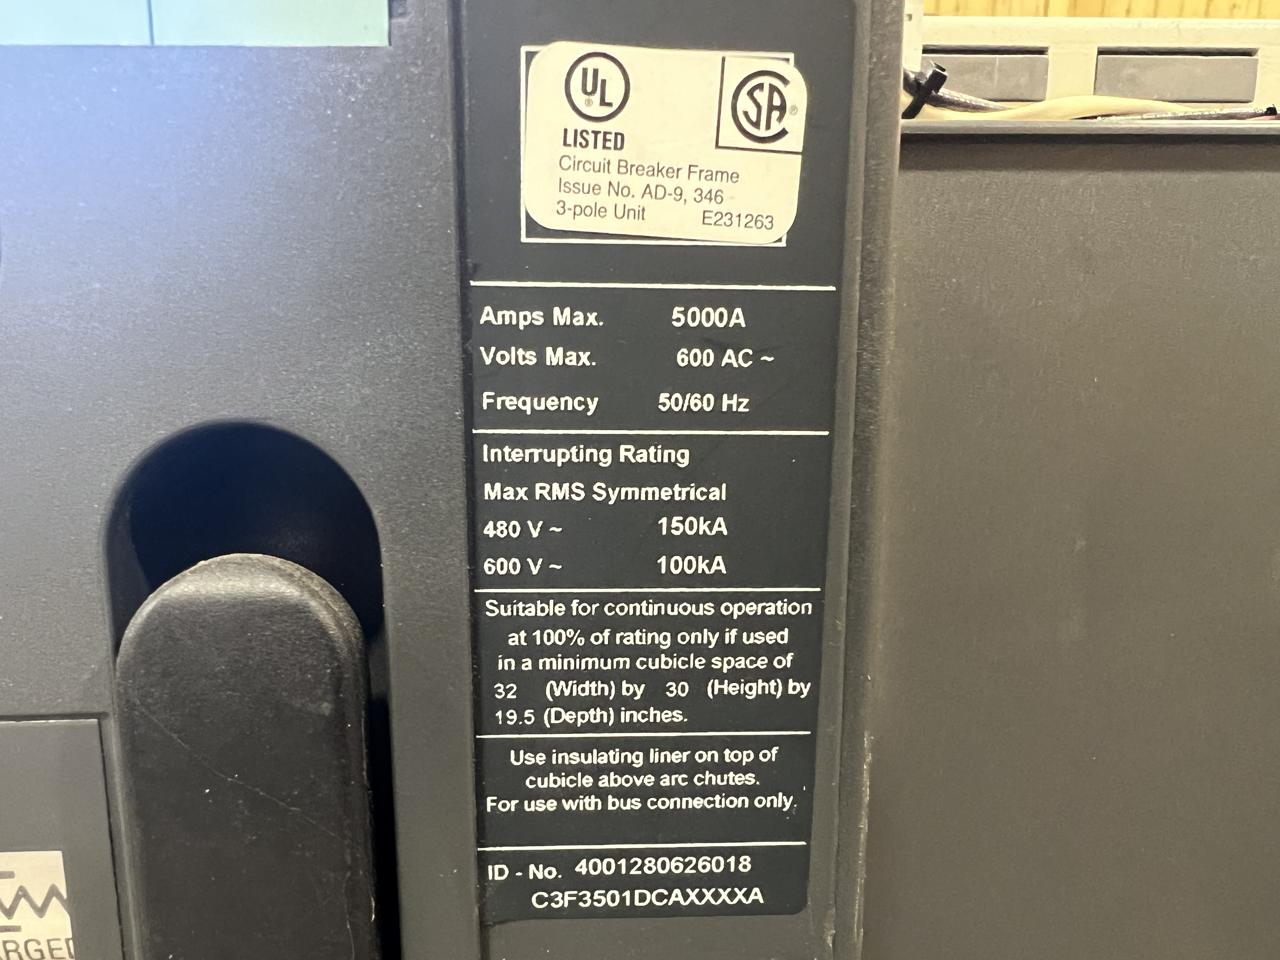 UL
®
SA
®
LISTED
Circuit Breaker Frame
Issue No. AD-9, 346
3-pole Unit E231263
Amps Max. 5000A
Volts Max. 600 AC ~
Frequency 50/60 Hz
Interrupting Rating
Max RMS Symmetrical
480 V ~ 150kA
600 V ~ 100kA
Suitable for continuous operation
at 100% of rating only if used
in a minimum cubicle space of
32 (Width) by 30 (Height) by
19.5 (Depth) inches.
Use insulating liner on top of
cubicle above arc chutes.
For use with bus connection only.
ID - No. 4001280626018
C3F3501DCAXXXXA